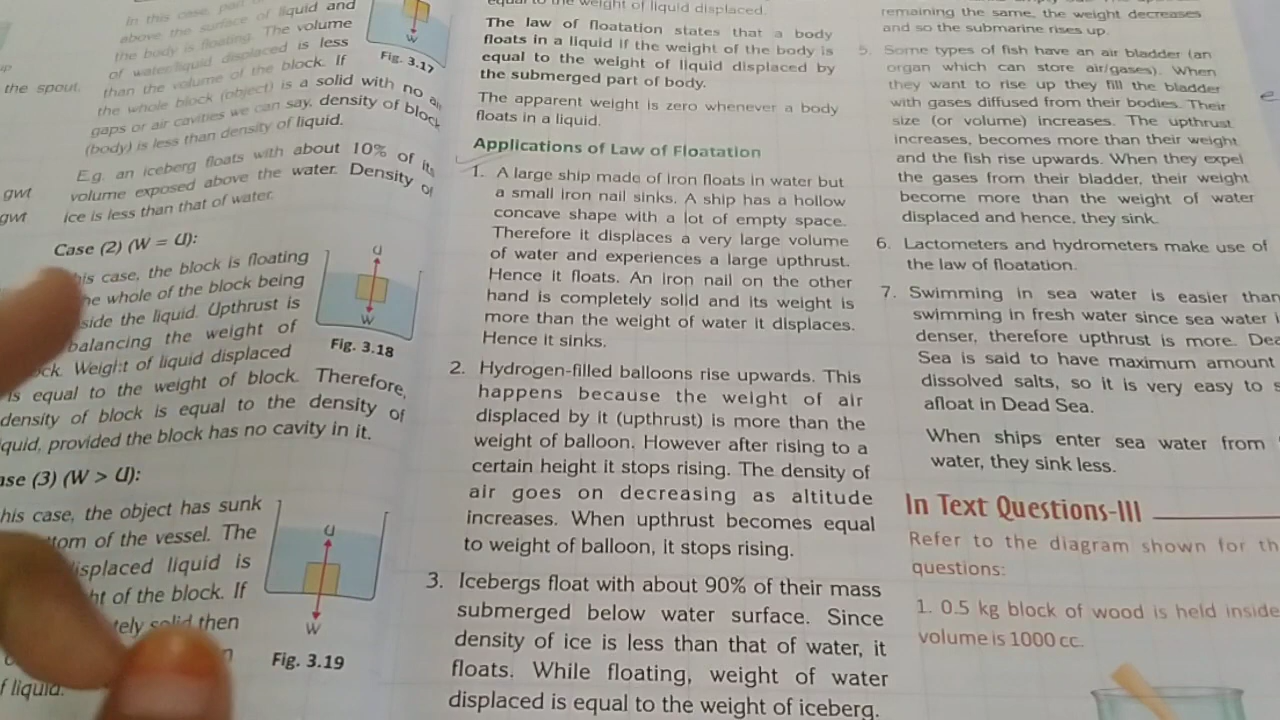 In this case, part of
above the surface of liquid and
the body is floating. The volume
of water/liquid displaced is less
than the volume of the block. If
the whole block (object) is a solid with no air
gaps or air cavities we can say, density of block
(body) is less than density of liquid.
E.g. an iceberg floats with about 10% of its
volume exposed above the water. Density of
ice is less than that of water.
W
Fig. 3.17
the spout.
gwt
gwt
Case (2) (W = U):
his case, the block is floating
he whole of the block being
side the liquid. Upthrust is
balancing the weight of
ock. Weight of liquid displaced
is equal to the weight of block. Therefore,
density of block is equal to the density of
quid, provided the block has no cavity in it.
U
W
Fig. 3.18
ase (3) (W > U):
his case, the object has sunk
ttom of the vessel. The
displaced liquid is
ht of the block. If
tely solid then
f liquid.
U
W
Fig. 3.19
equal to the weight of liquid displaced.
The law of floatation states that a body
floats in a liquid if the weight of the body is
equal to the weight of liquid displaced by
the submerged part of body.
The apparent weight is zero whenever a body
floats in a liquid.
Applications of Law of Floatation
1. A large ship made of iron floats in water but
a small iron nail sinks. A ship has a hollow
concave shape with a lot of empty space.
Therefore it displaces a very large volume
of water and experiences a large upthrust.
Hence it floats. An iron nail on the other
hand is completely solid and its weight is
more than the weight of water it displaces.
Hence it sinks.
2. Hydrogen-filled balloons rise upwards. This
happens because the weight of air
displaced by it (upthrust) is more than the
weight of balloon. However after rising to a
certain height it stops rising. The density of
air goes on decreasing as altitude
increases. When upthrust becomes equal
to weight of balloon, it stops rising.
3. Icebergs float with about 90% of their mass
submerged below water surface. Since
density of ice is less than that of water, it
floats. While floating, weight of water
displaced is equal to the weight of iceberg.
remaining the same, the weight decreases
and so the submarine rises up.
5. Some types of fish have an air bladder (an
organ which can store air/gases). When
they want to rise up they fill the bladder
with gases diffused from their bodies. Their
size (or volume) increases. The upthrust
increases, becomes more than their weight
and the fish rise upwards. When they expel
the gases from their bladder, their weight
become more than the weight of water
displaced and hence, they sink.
6. Lactometers and hydrometers make use of
the law of floatation.
7. Swimming in sea water is easier than
swimming in fresh water since sea water i
denser, therefore upthrust is more. Dea
Sea is said to have maximum amount
dissolved salts, so it is very easy to s
afloat in Dead Sea.
When ships enter sea water from
water, they sink less.
In Text Questions-III
Refer to the diagram shown for th
questions:
1. 0.5 kg block of wood is held inside
volume is 1000 cc.